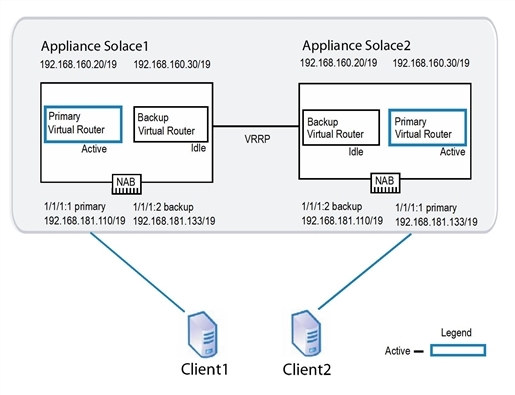 Appliance Solace1
Appliance Solace2
192.168.160.20/19
192.168.160.30/19
192.168.160.20/19
192.168.160.30/19
Primary
Virtual Router
Active
Backup
Virtual Router
Idle
VRRP
Backup
Virtual Router
Idle
Primary
Virtual Router
Active
NAB
NAB
1/1/1:1 primary
192.168.181.110/19
1/1/1:2 backup
192.168.181.133/19
1/1/1:2 backup
192.168.181.110/19
1/1/1:1 primary
192.168.181.133/19
Client1
Client2
Legend
Active